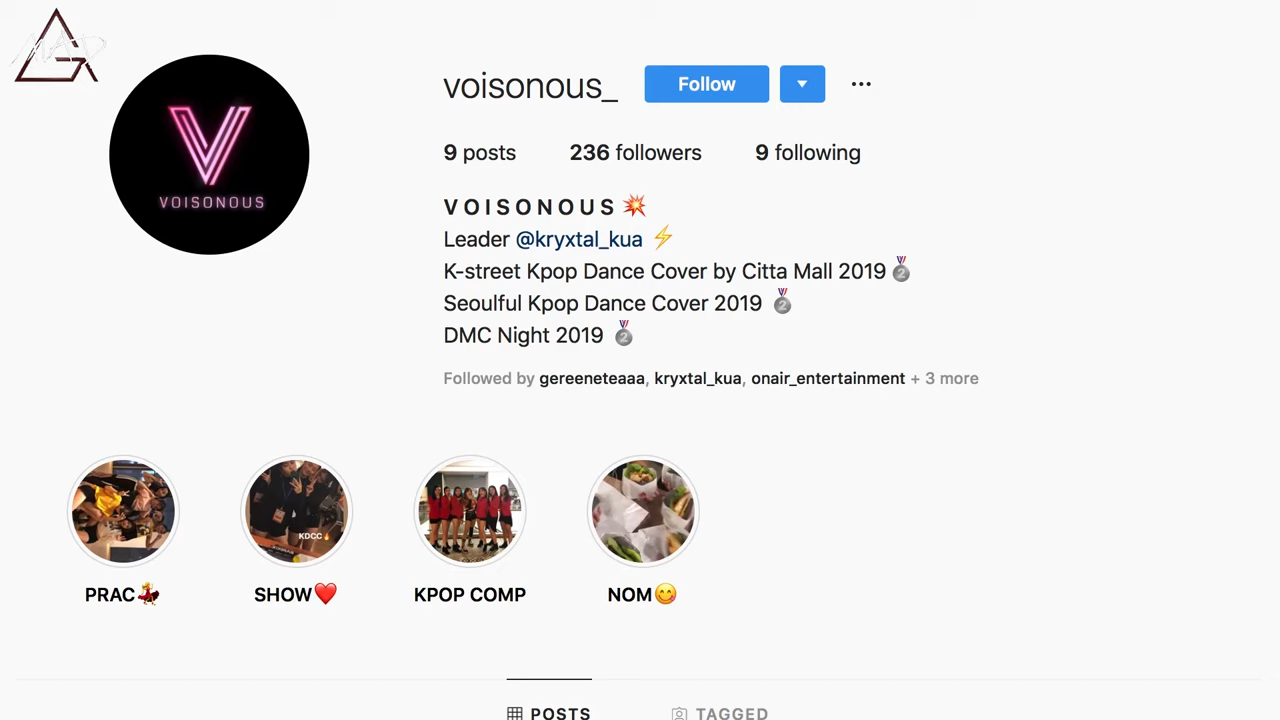 MAD
voisonous_ Follow ...
9 posts 236 followers 9 following
VOISONOUS
V O I S O N O U S 💥
Leader @kryxtal_kua ⚡
K-street Kpop Dance Cover by Citta Mall 2019🥈
Seoulful Kpop Dance Cover 2019 🥈
DMC Night 2019 🥈
Followed by gereeneteaaa, kryxtal_kua, onair_entertainment + 3 more
KDCC🔥
PRAC💃 SHOW❤️ KPOP COMP NOM😋
POSTS TAGGED